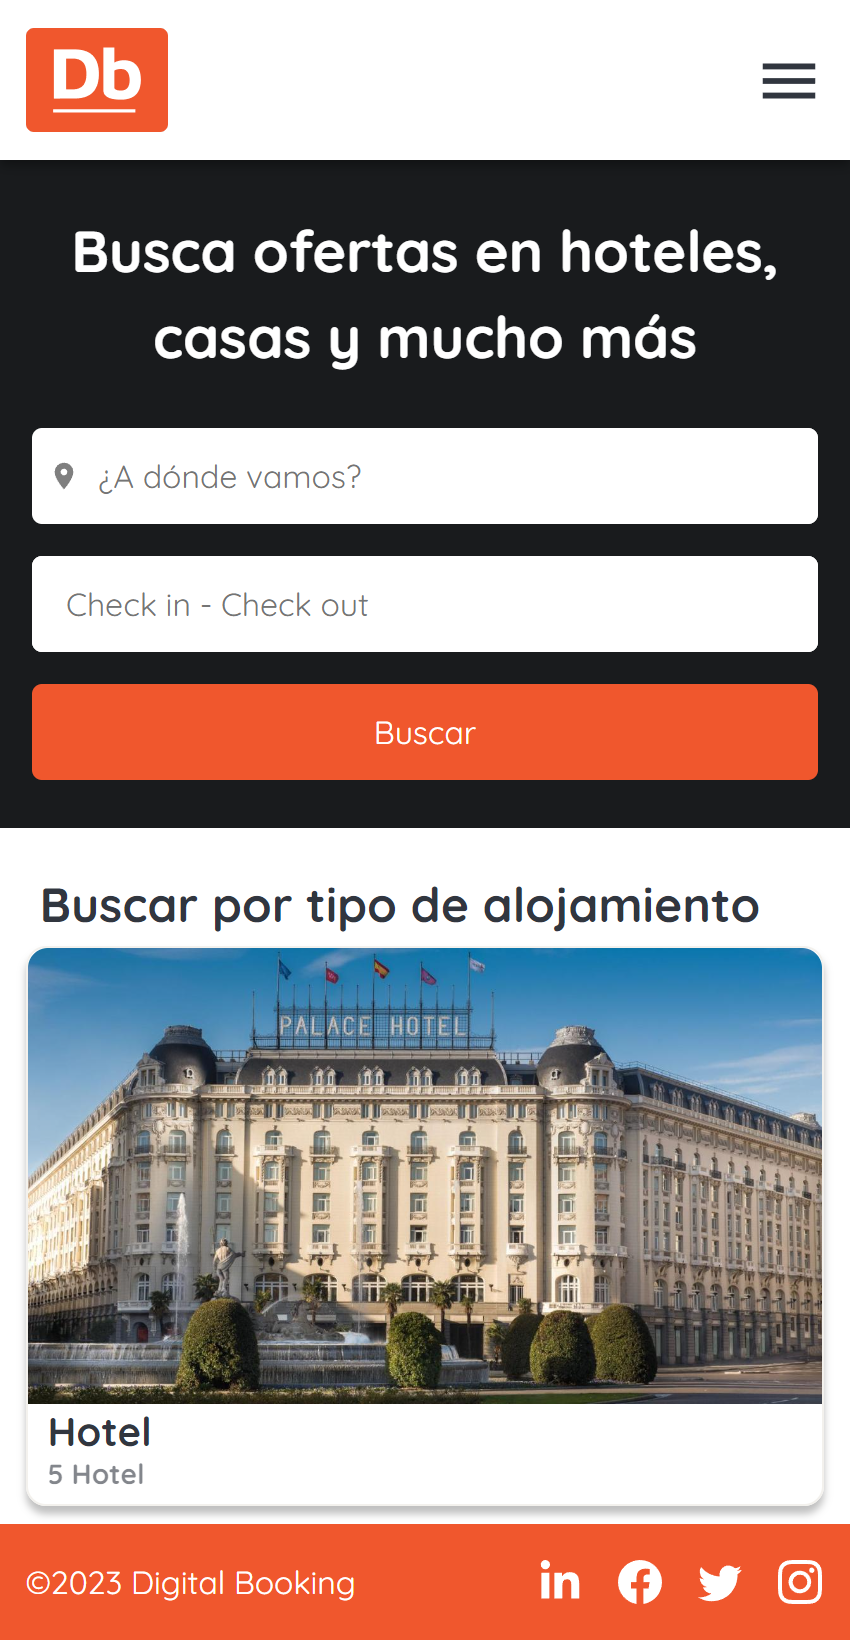 Db
Busca ofertas en hoteles,
casas y mucho más
¿A dónde vamos?
Check in - Check out
Buscar
Buscar por tipo de alojamiento
PALACE HOTEL
Hotel
5 Hotel
©2023 Digital Booking
in